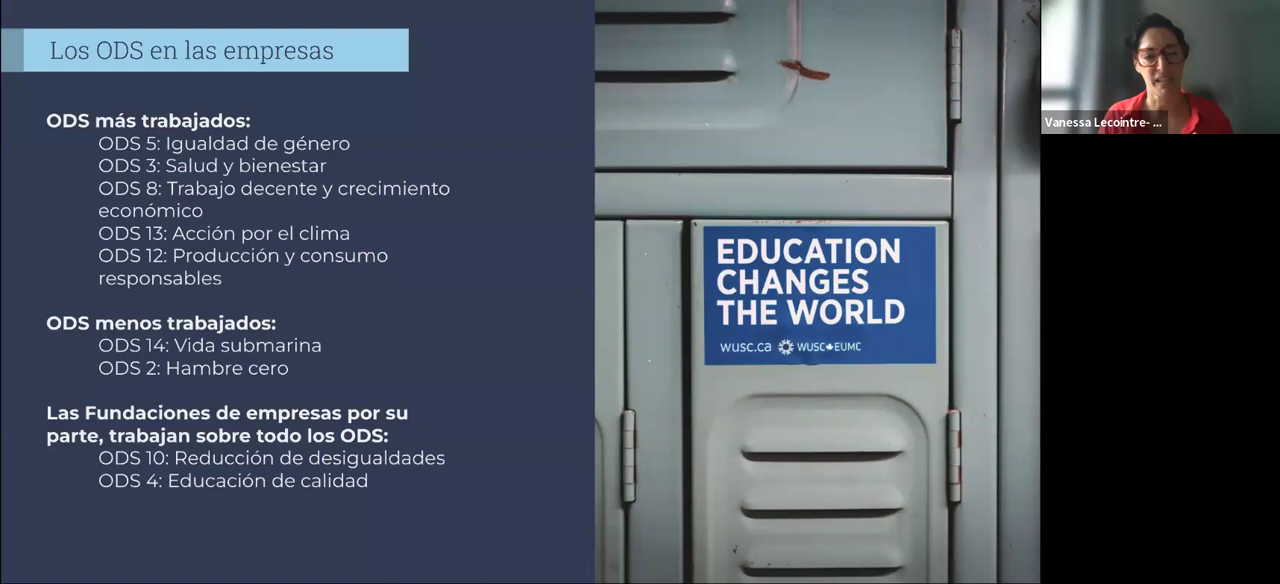 Los ODS en las empresas
ODS más trabajados:
ODS 5: Igualdad de género
ODS 3: Salud y bienestar
ODS 8: Trabajo decente y crecimiento
económico
ODS 13: Acción por el clima
ODS 12: Producción y consumo
responsables
ODS menos trabajados:
ODS 14: Vida submarina
ODS 2: Hambre cero
Las Fundaciones de empresas por su
parte, trabajan sobre todo los ODS:
ODS 10: Reducción de desigualdades
ODS 4: Educación de calidad
EDUCATION
CHANGES
THE WORLD
wusc.ca WUSC EUMC
Vanessa Lecointre- ...